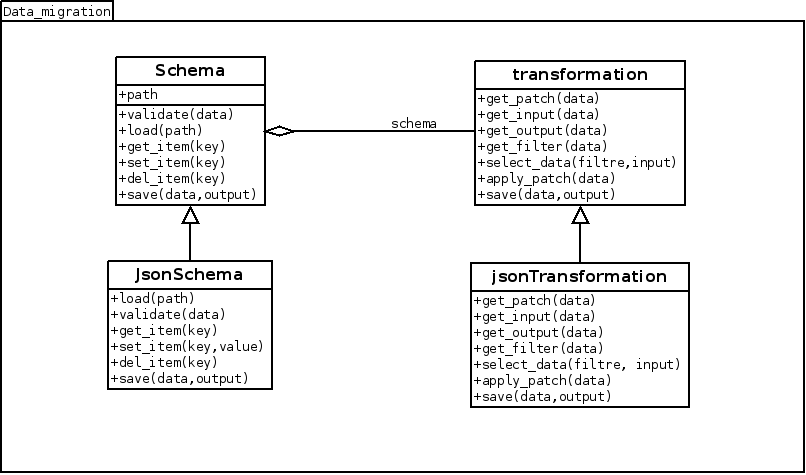 Data_migration
Schema
+path
+validate(data)
+load(path)
+get_item(key)
+set_item(key)
+del_item(key)
+save(data,output)
schema
transformation
+get_patch(data)
+get_input(data)
+get_output(data)
+get_filter(data)
+select_data(filtre,input)
+apply_patch(data)
+save(data,output)
JsonSchema
+load(path)
+validate(data)
+get_item(key)
+set_item(key,value)
+del_item(key)
+save(data,output)
jsonTransformation
+get_patch(data)
+get_input(data)
+get_output(data)
+get_filter(data)
+select_data(filtre, input)
+apply_patch(data)
+save(data,output)